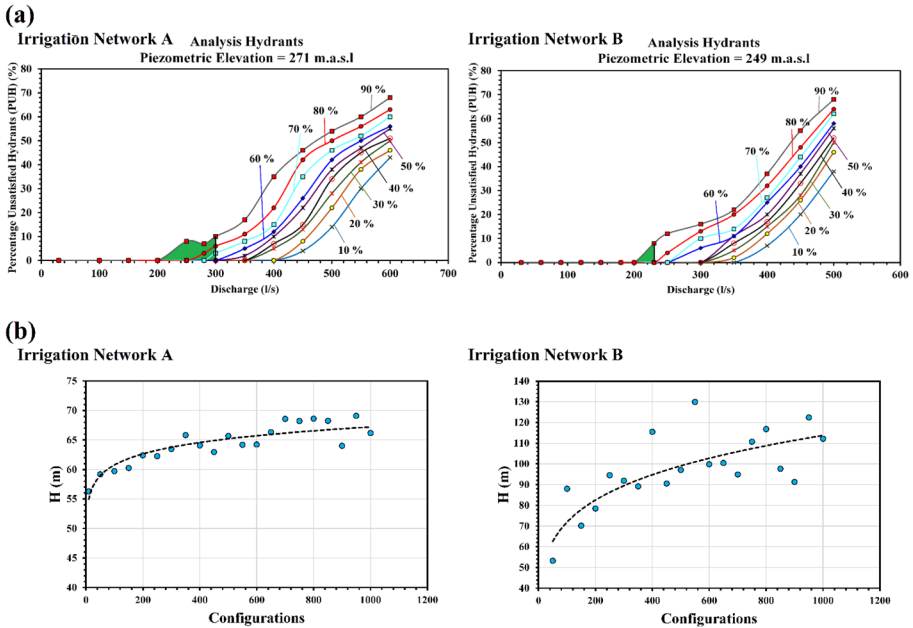 (a)
Irrigation Network A
Analysis Hydrants
Piezometric Elevation = 271 m.a.s.l
Percentage Unsatisfied Hydrants (PUH) (%)
80
70
60
50
40
30
20
10
0
90 %
80 %
70 %
60 %
50 %
40 %
30 %
20 %
10 %
0 100 200 300 400 500 600 700
Discharge (l/s)
Irrigation Network B
Analysis Hydrants
Piezometric Elevation = 249 m.a.s.l
Percentage Unsatisfied Hydrants (PUH) (%)
80
70
60
50
40
30
20
10
0
90 %
80 %
70 %
60 %
50 %
40 %
30 %
20 %
10 %
0 100 200 300 400 500 600
Discharge (l/s)
(b)
Irrigation Network A
H (m)
75
70
65
60
55
50
45
40
0 200 400 600 800 1000 1200
Configurations
Irrigation Network B
H (m)
140
130
120
110
100
90
80
70
60
50
40
0 200 400 600 800 1000 1200
Configurations